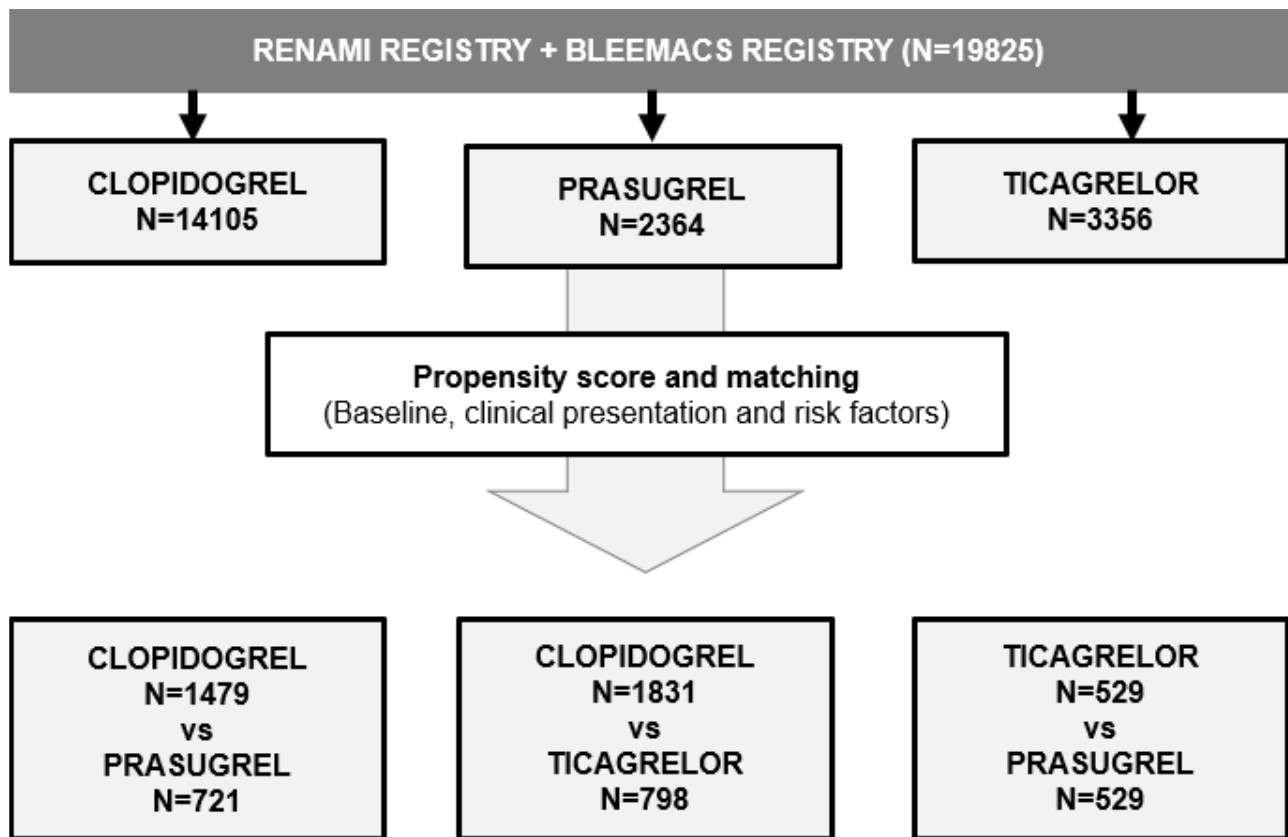 RENAMI REGISTRY + BLEEMACS REGISTRY (N=19825)
CLOPIDOGREL
N=14105
PRASUGREL
N=2364
TICAGRELOR
N=3356
Propensity score and matching
(Baseline, clinical presentation and risk factors)
CLOPIDOGREL
N=1479
vs
PRASUGREL
N=721
CLOPIDOGREL
N=1831
vs
TICAGRELOR
N=798
TICAGRELOR
N=529
vs
PRASUGREL
N=529